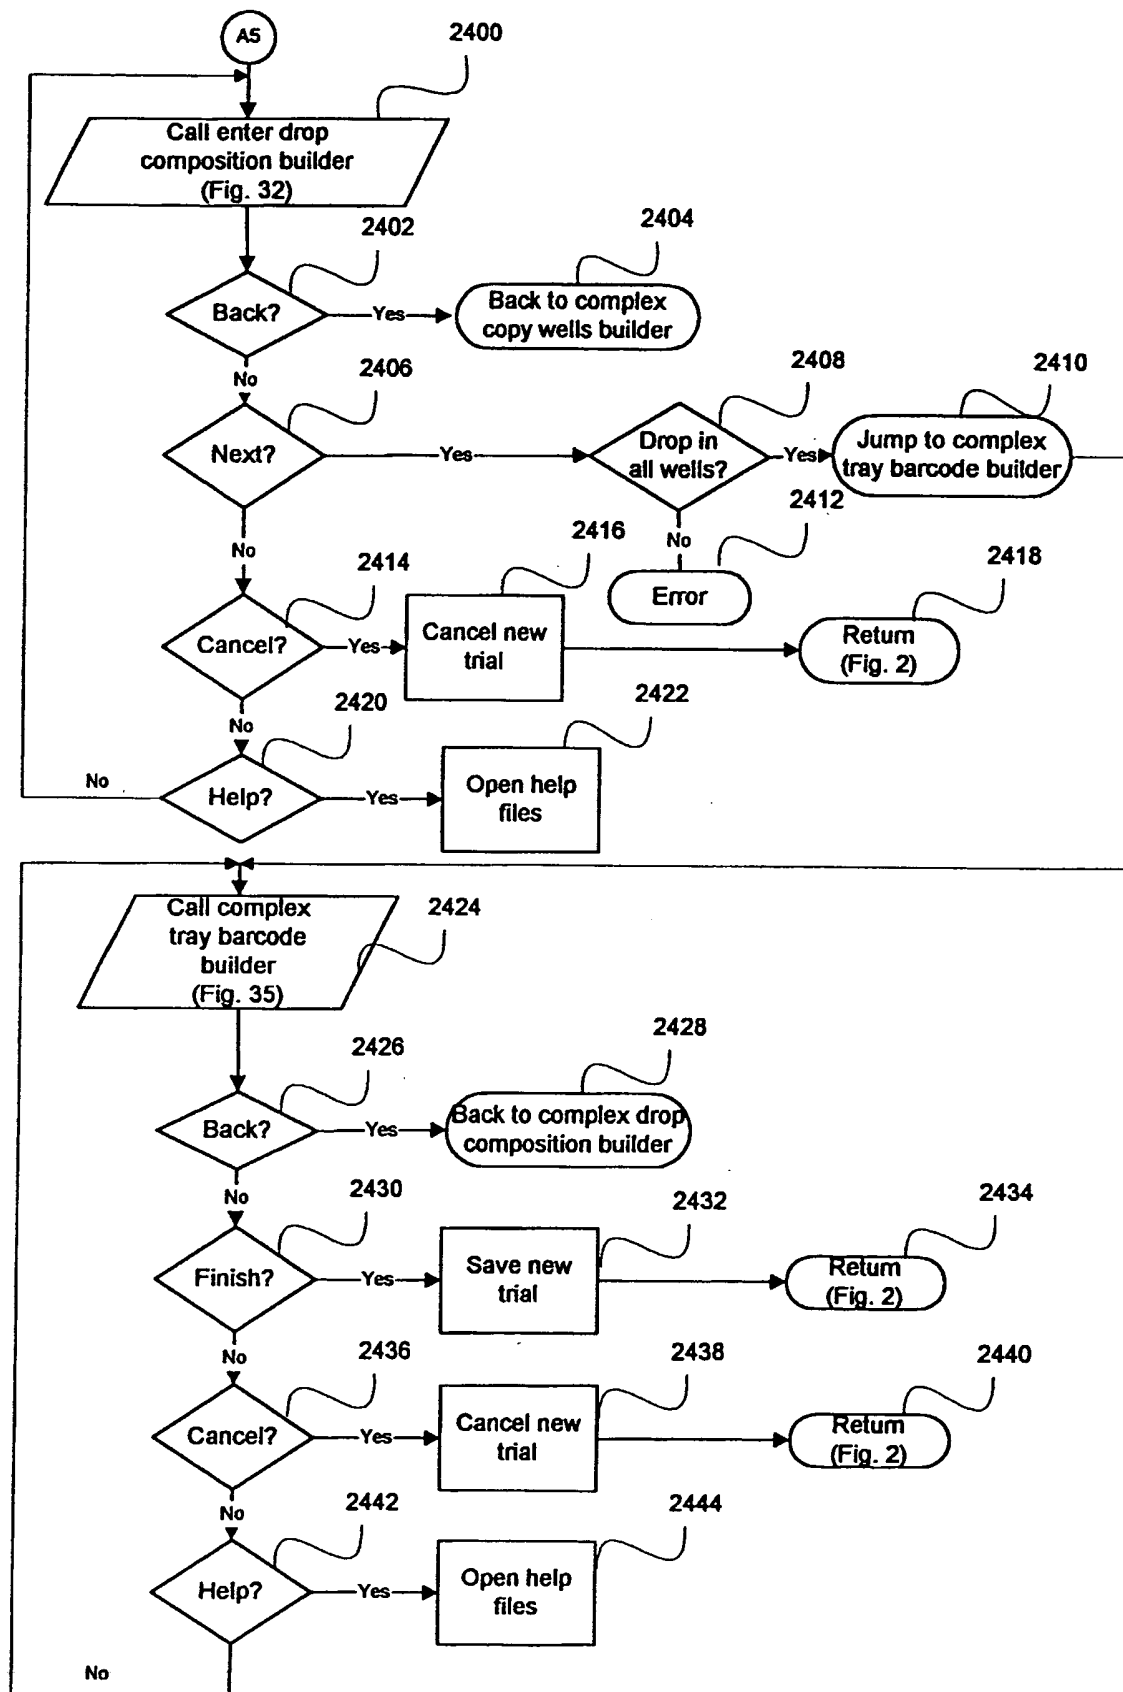 A5
2400
Call enter drop
composition builder
(Fig. 32)
2402
2404
Back?
Yes
Back to complex
copy wells builder
No
2406
2408
2410
Next?
Yes
Drop in
all wells?
Yes
Jump to complex
tray barcode builder
No
2412
Error
No
2414
2416
2418
Cancel?
Yes
Cancel new
trial
Return
(Fig. 2)
No
2420
2422
No
Help?
Yes
Open help
files
Call complex
tray barcode
builder
(Fig. 35)
2424
2426
2428
Back?
Yes
Back to complex drop
composition builder
No
2430
2432
2434
Finish?
Yes
Save new
trial
Return
(Fig. 2)
No
2436
2438
2440
Cancel?
Yes
Cancel new
trial
Return
(Fig. 2)
No
2442
2444
Help?
Yes
Open help
files
No